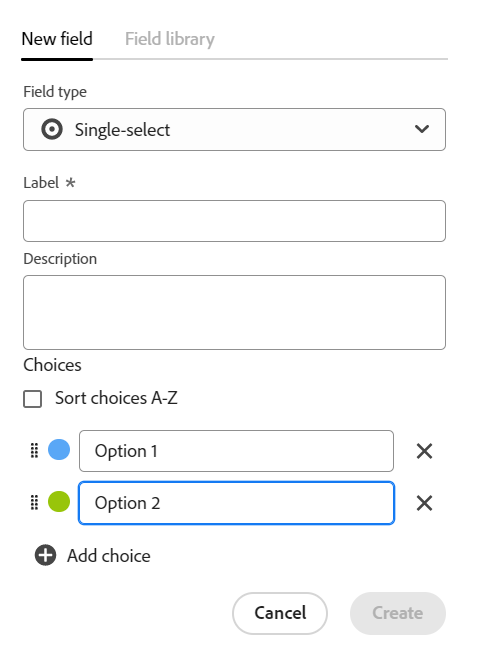 New field Field library
Field type
Single-select
Label *
Description
Choices
Sort choices A-Z
Option 1
Option 2
Add choice
Cancel Create